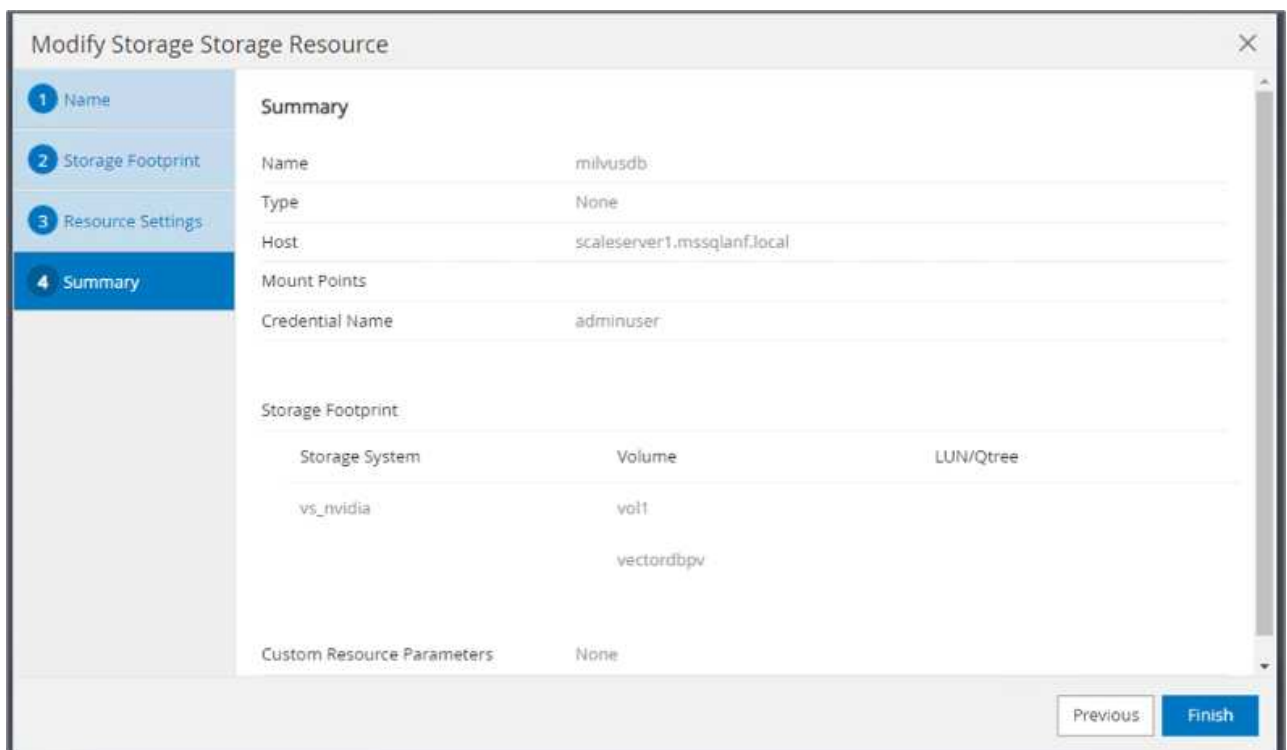 Modify Storage Storage Resource
1 Name
2 Storage Footprint
3 Resource Settings
4 Summary
Summary
Name milvusdb
Type None
Host scaleserver1.mssqlanf.local
Mount Points
Credential Name adminuser
Storage Footprint
Storage System Volume LUN/Qtree
vs_nvidia vol1
vectordbpv
Custom Resource Parameters None
Previous Finish